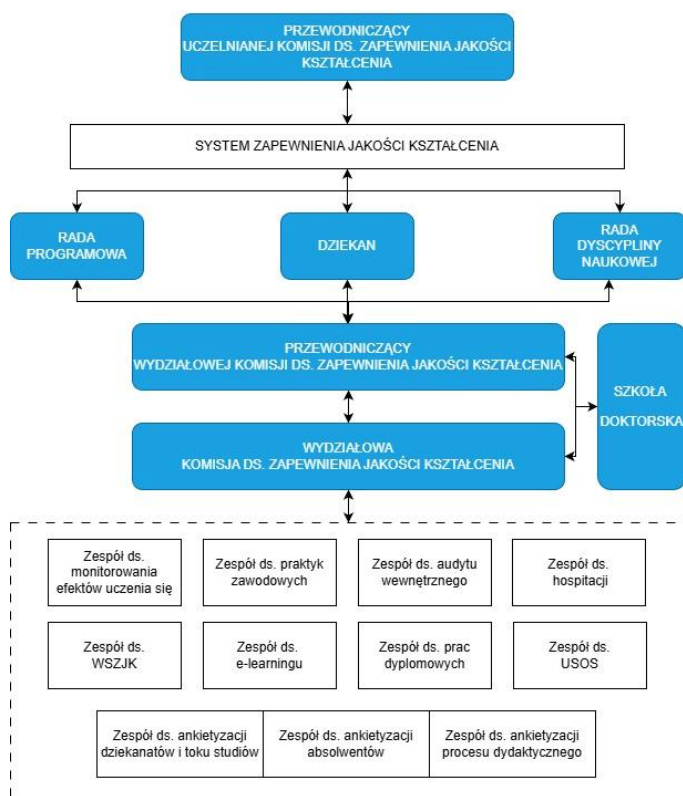 PRZEWODNICZĄCY
UCZELNIANEJ KOMISJI DS. ZAPEWNIENIA JAKOŚCI
KSZTAŁCENIA
SYSTEM ZAPEWNIENIA JAKOŚCI KSZTAŁCENIA
RADA
PROGRAMOWA
DZIEKAN
RADA
DYSCYPLINY
NAUKOWEJ
PRZEWODNICZĄCY
WYDZIAŁOWEJ KOMISJI DS. ZAPEWNIENIA JAKOŚCI KSZTAŁCENIA
SZKOŁA
DOKTORSKA
WYDZIAŁOWA
KOMISJA DS. ZAPEWNIENIA JAKOŚCI KSZTAŁCENIA
Zespół ds.
monitorowania
efektów uczenia się
Zespół ds. praktyk
zawodowych
Zespół ds. audytu
wewnętrznego
Zespół ds.
hospitacji
Zespół ds.
WSZJK
Zespół ds.
e-learningu
Zespół ds. prac
dyplomowych
Zespół ds.
USOS
Zespół ds. ankietyzacji
dziekanatów i toku studiów
Zespół ds. ankietyzacji
absolwentów
Zespół ds. ankietyzacji
procesu dydaktycznego